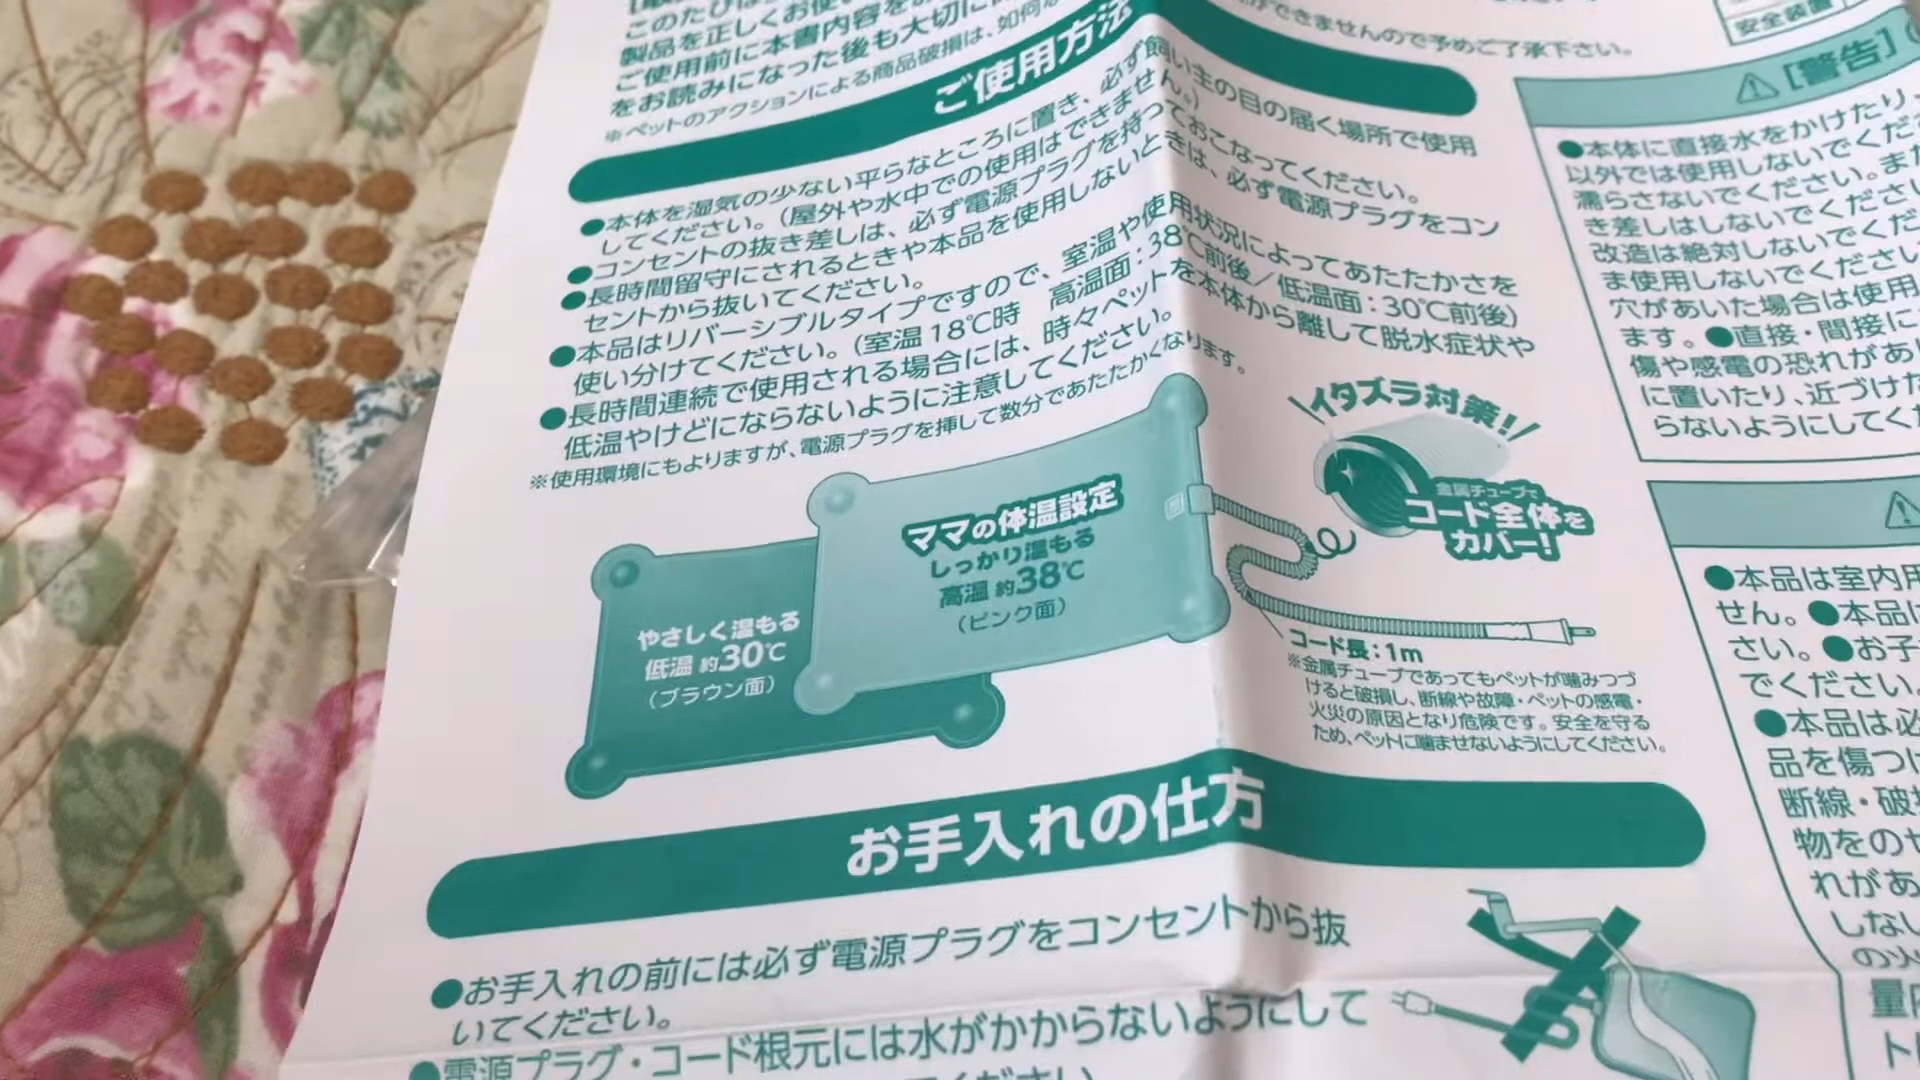 製品を正しくお使い
ご使用前に本書内容をお
をお読みになった後も大切に
※ペットのアクションによる商品破損は、如何な
ができませんので予めご了承下さい。
安全装置
ご使用方法
●本体を湿気の少ない平らなところに置き、必ず飼い主の目の届く場所で使用
してください。（屋外や水中での使用はできません。）
●コンセントの抜き差しは、必ず電源プラグを持っておこなってください。
●長時間留守にされるときや本品を使用しないときは、必ず電源プラグをコン
セントから抜いてください。
●本品はリバーシブルタイプですので、室温や使用状況によってあたたかさを
使い分けてください。（室温18℃時 高温面：38℃前後／低温面：30℃前後）
●長時間連続で使用される場合には、時々ペットを本体から離して脱水症状や
低温やけどにならないように注意してください。
※使用環境にもよりますが、電源プラグを挿して数分であたたかくなります。
ママの体温設定
しっかり温もる
高温 約38℃
（ピンク面）
やさしく温もる
低温 約30℃
（ブラウン面）
イタズラ対策！
金属チューブで
コード全体を
カバー！
コード長：1m
※金属チューブであってもペットが噛みつづ
けると破損し、断線や故障・ペットの感電・
火災の原因となり危険です。安全を守る
ため、ペットに噛ませないようにしてください。
お手入れの仕方
●お手入れの前には必ず電源プラグをコンセントから抜
いてください。
●電源プラグ・コード根元には水がかからないようにして
ください
[警告]
●本体に直接水をかけたり、
以外では使用しないでくだ
濡らさないでください。また
き差しはしないでください
改造は絶対しないでくだ
ま使用しないでください
穴があいた場合は使用
ます。●直接・間接に
傷や感電の恐れがあ
に置いたり、近づけた
らないようにしてく
●本品は室内用
せん。●本品に
さい。●お子
でください。
●本品は必
品を傷つけ
断線・破
物をのせ
れがあ
しない
の火